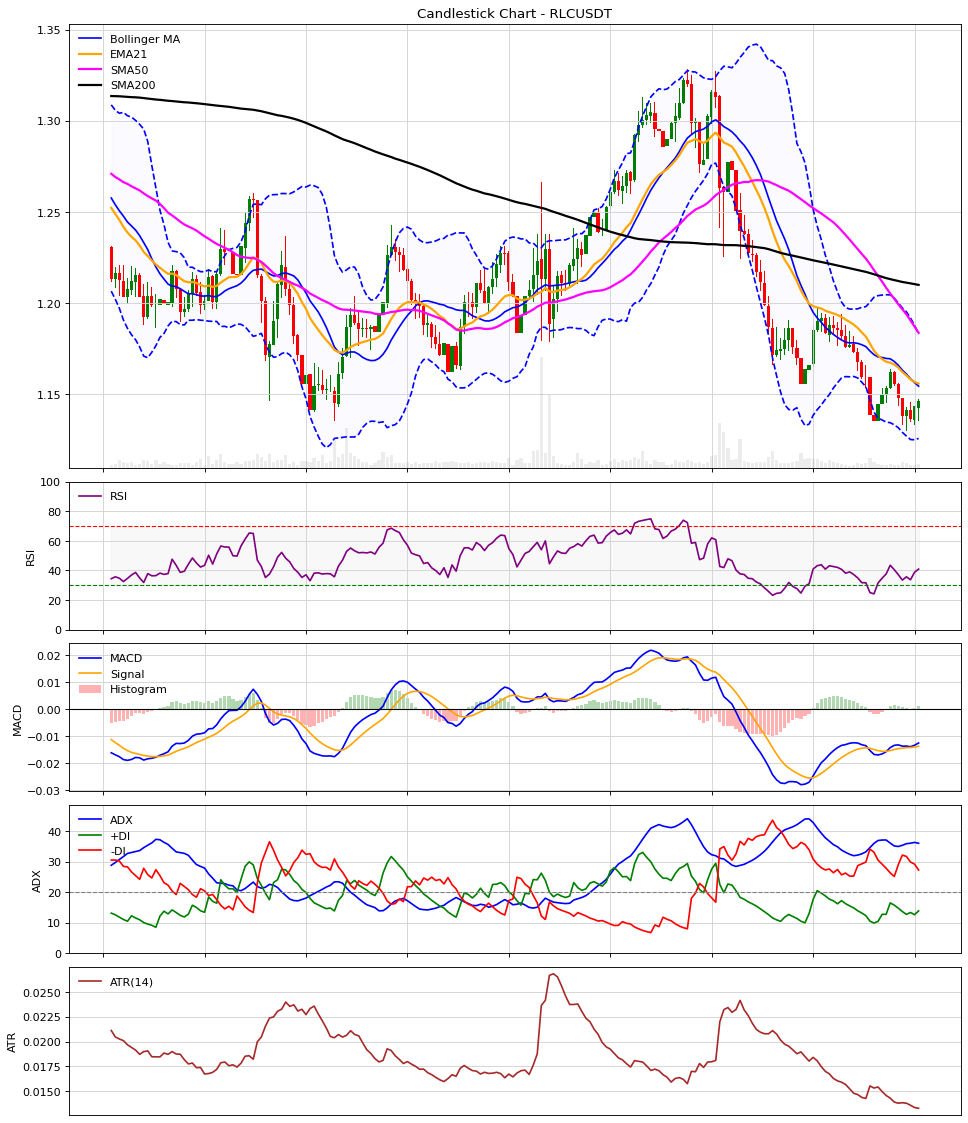 Candlestick Chart - RLCUSDT
1.35
1.30
1.25
1.20
1.15
Bollinger MA
EMA21
SMA50
SMA200
100
80
60
40
20
0
RSI
RSI
0.02
0.01
0.00
−0.01
−0.02
−0.03
MACD
MACD
Signal
Histogram
40
30
20
10
0
ADX
ADX
+DI
-DI
0.0250
0.0225
0.0200
0.0175
0.0150
ATR
ATR(14)